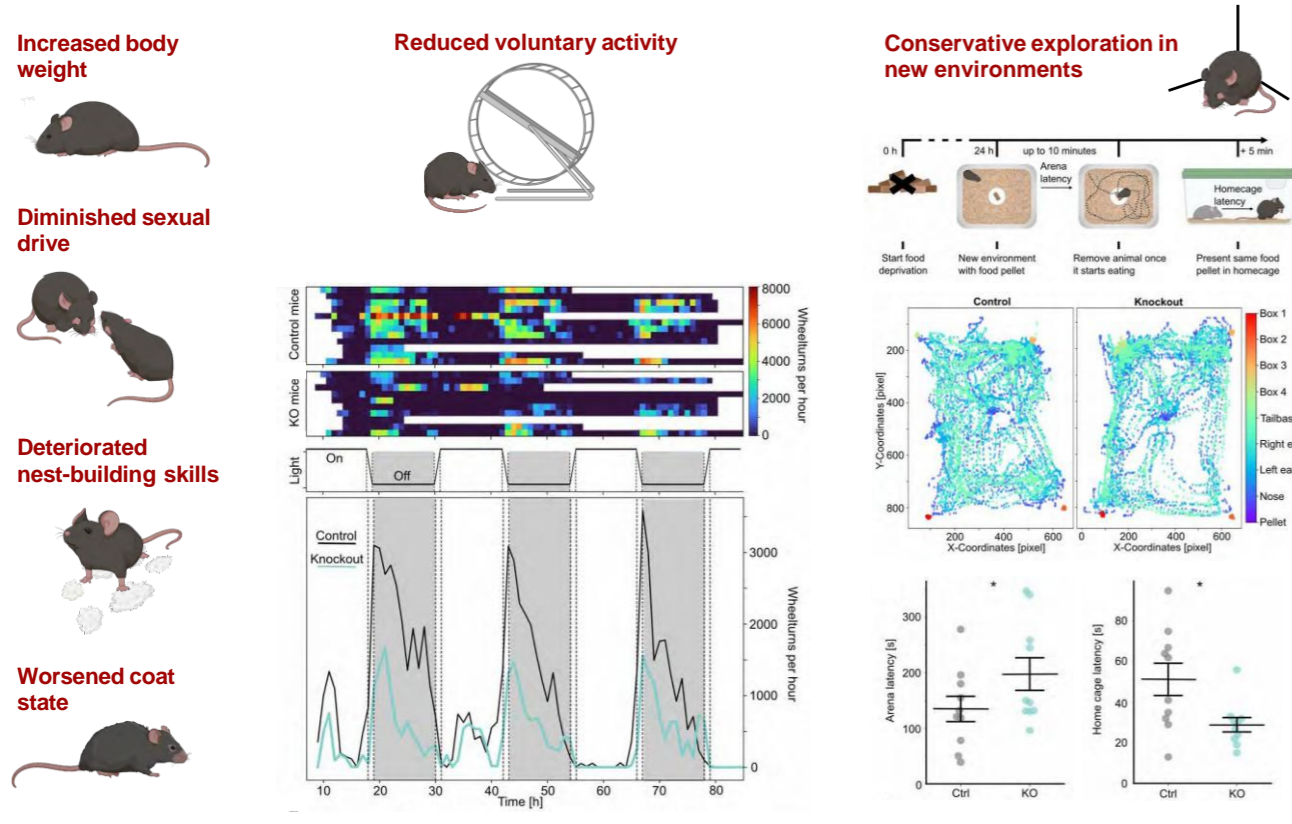 Increased body
weight
Diminished sexual
drive
Deteriorated
nest-building skills
Worsened coat
state
Reduced voluntary activity
Control mice
KO mice
8000
6000
4000
2000
0
Wheelturns per hour
Light
On
Off
Control
Knockout
3000
2000
1000
0
Wheelturns per hour
10 20 30 40 50 60 70 80
Time [h]
Conservative exploration in
new environments
0 h 24 h up to 10 minutes + 5 min
Arena
latency
Homecage
latency
Start food
deprivation
New environment
with food pellet
Remove animal once
it starts eating
Present same food
pellet in homecage
Control Knockout
Y-Coordinates [pixel]
200
400
600
800
200 400 600
X-Coordinates [pixel]
0 200 400 600
X-Coordinates [pixel]
Box 1
Box 2
Box 3
Box 4
Tailbas
Right e
Left ea
Nose
Pellet
Arena latency [s]
300
200
100
0
*
Ctrl KO
Home cage latency [s]
80
60
40
20
0
*
Ctrl KO